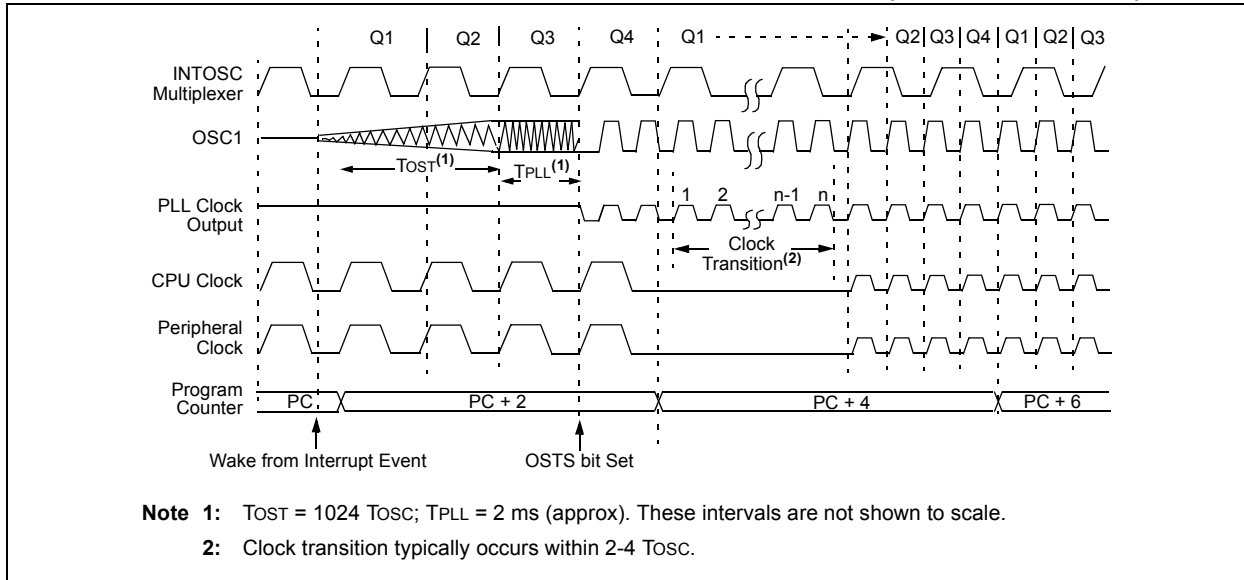 Q1 Q2 Q3 Q4 Q1 Q2 Q3 Q4 Q1 Q2 Q3
INTOSC
Multiplexer
OSC1
TOST(1)
TPLL(1)
1 2 n-1 n
PLL Clock
Output
Clock
Transition(2)
CPU Clock
Peripheral
Clock
Program
Counter
PC PC + 2 PC + 4 PC + 6
Wake from Interrupt Event OSTS bit Set
Note 1: TOST = 1024 TOSC; TPLL = 2 ms (approx). These intervals are not shown to scale.
2: Clock transition typically occurs within 2-4 TOSC.